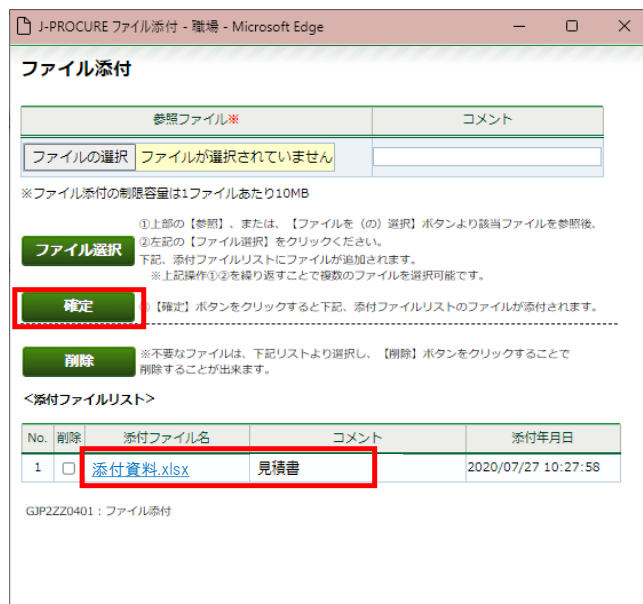 J-PROCURE ファイル添付 - 職場 - Microsoft Edge
ファイル添付
参照ファイル※ コメント
ファイルの選択 ファイルが選択されていません
※ファイル添付の制限容量は1ファイルあたり10MB
①上部の【参照】、または、【ファイルを（の）選択】ボタンより該当ファイルを参照後、
ファイル選択 ②左記の【ファイル選択】をクリックください。
下記、添付ファイルリストにファイルが追加されます。
※上記操作①②を繰り返すことで複数のファイルを選択可能です。
確定 【確定】ボタンをクリックすると下記、添付ファイルリストのファイルが添付されます。
削除 ※不要なファイルは、下記リストより選択し、【削除】ボタンをクリックすることで
削除することが出来ます。
<添付ファイルリスト>
No. 削除 添付ファイル名 コメント 添付年月日
1 添付資料.xlsx 見積書 2020/07/27 10:27:58
GJP2ZZ0401：ファイル添付